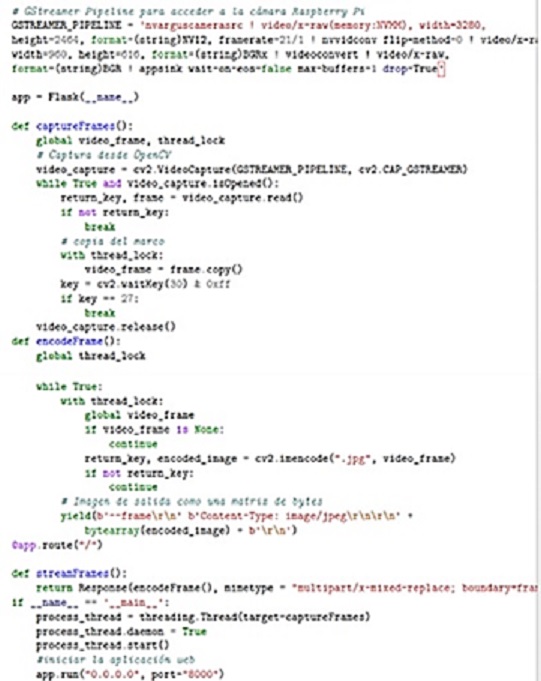 # GStreamer Pipeline para acceder a la cámara Raspberry Pi
GSTREAMER_PIPELINE = 'nvarguscamerasrc ! video/x-raw(memory:NVMM), width=3280,
height=2464, format=(string)NV12, framerate=21/1 ! nvvidconv flip-method=0 ! video/x-ra
width=960, height=616, format=(string)BGRx ! videoconvert ! video/x-raw,
format=(string)BGR ! appsink wait-on-eos=false max-buffers=1 drop=True'
app = Flask(__name__)
def captureFrames():
    global video_frame, thread_lock
    # Captura desde OpenCV
    video_capture = cv2.VideoCapture(GSTREAMER_PIPELINE, cv2.CAP_GSTREAMER)
    while True and video_capture.isOpened():
        return_key, frame = video_capture.read()
        if not return_key:
            break
        # copia del marco
        with thread_lock:
            video_frame = frame.copy()
        key = cv2.waitKey(30) & 0xff
        if key == 27:
            break
    video_capture.release()
def encodeFrame():
    global thread_lock
    while True:
        with thread_lock:
            global video_frame
            if video_frame is None:
                continue
            return_key, encoded_image = cv2.imencode(".jpg", video_frame)
            if not return_key:
                continue
        # Imagen de salida como una matriz de bytes
        yield(b'--frame\r\n' b'Content-Type: image/jpeg\r\n\r\n' +
            bytearray(encoded_image) + b'\r\n')
@app.route("/")
def streamFrames():
    return Response(encodeFrame(), mimetype = "multipart/x-mixed-replace; boundary=fram
if __name__ == '__main__':
    process_thread = threading.Thread(target=captureFrames)
    process_thread.daemon = True
    process_thread.start()
    #iniciar la aplicación web
    app.run("0.0.0.0", port="8000")